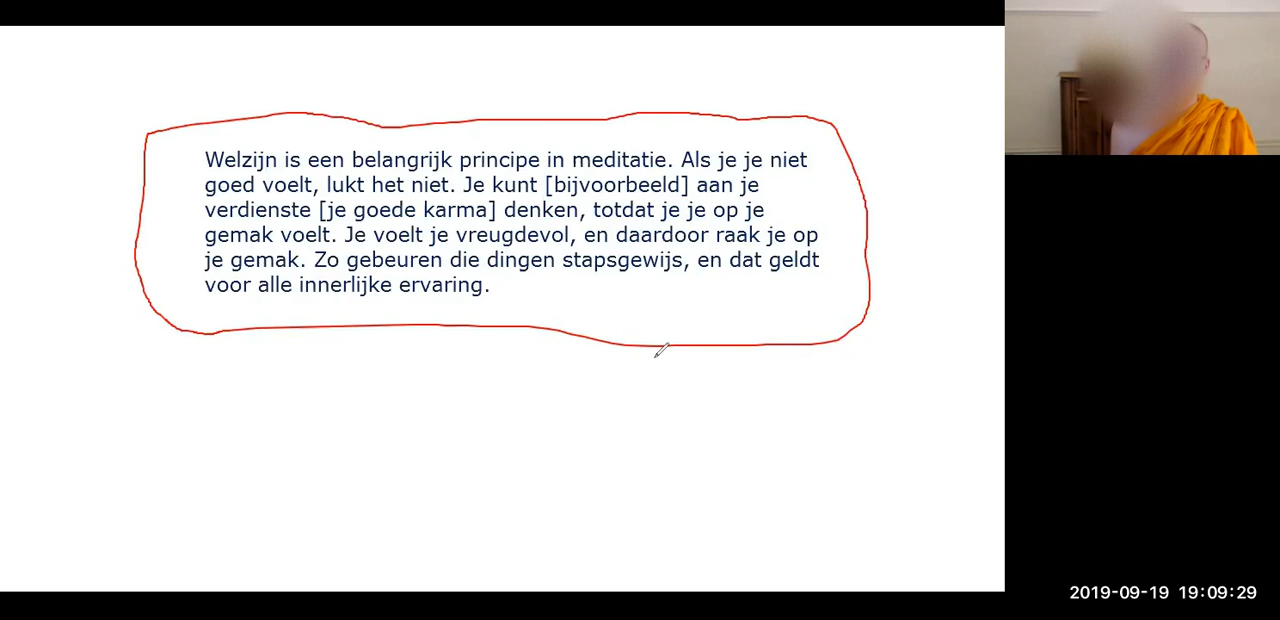 Welzijn is een belangrijk principe in meditatie. Als je je niet
goed voelt, lukt het niet. Je kunt [bijvoorbeeld] aan je
verdienste [je goede karma] denken, totdat je je op je
gemak voelt. Je voelt je vreugdevol, en daardoor raak je op
je gemak. Zo gebeuren die dingen stapsgewijs, en dat geldt
voor alle innerlijke ervaring.
2019-09-19 19:09:29